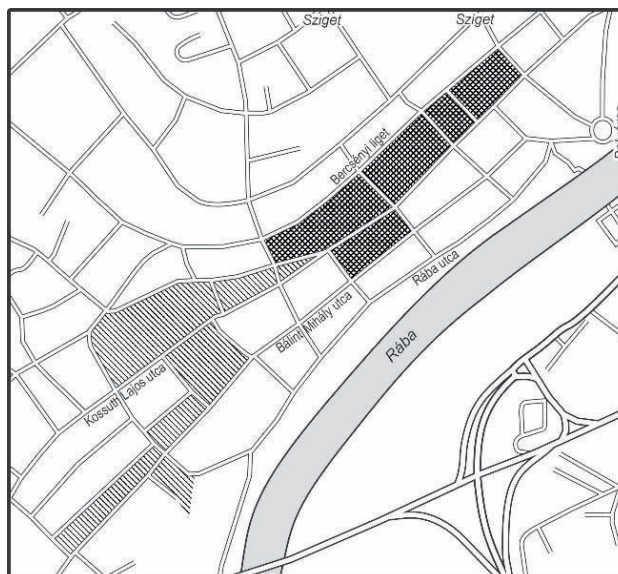 Sziget
Sziget
Bercsényi liget
Rába utca
Bálint Mihály utca
Rába
Kossuth Lajos utca